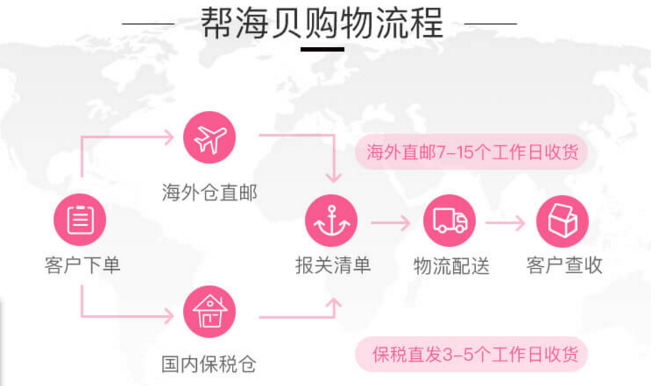 帮海贝购物流程
海外直邮7-15个工作日收货
海外仓直邮
客户下单
报关清单
物流配送
客户查收
国内保税仓
保税直发3-5个工作日收货